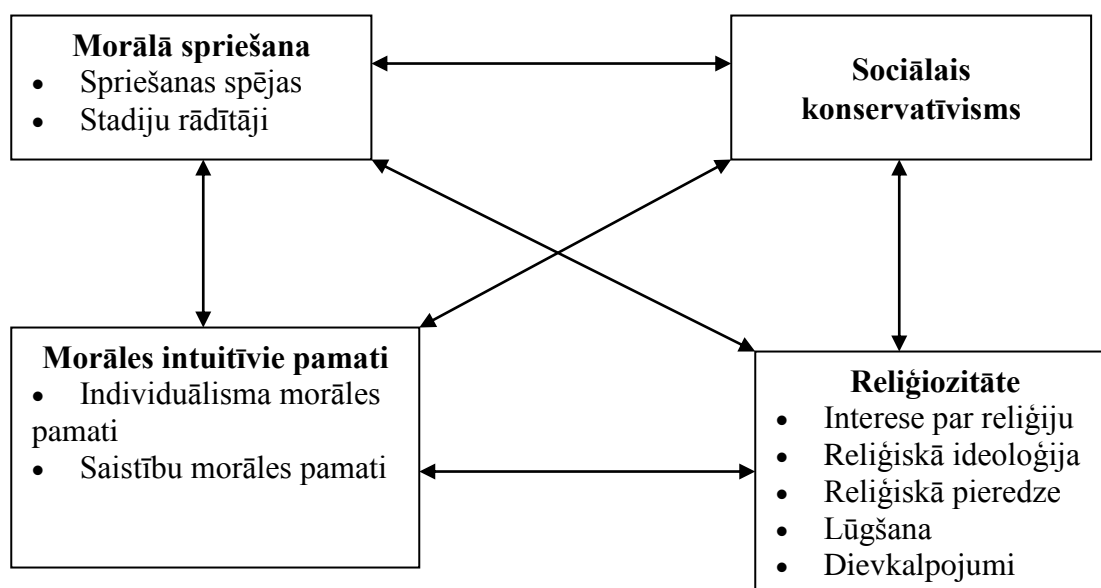 Morālā spriešana
• Spriešanas spējas
• Stadiju rādītāji
Sociālais
konservatīvisms
Morāles intuitīvie pamati
• Individuālisma morāles
pamati
• Saistību morāles pamati
Reliģiozitāte
• Interese par reliģiju
• Reliģiskā ideoloģija
• Reliģiskā pieredze
• Lūgšana
• Dievkalpojumi